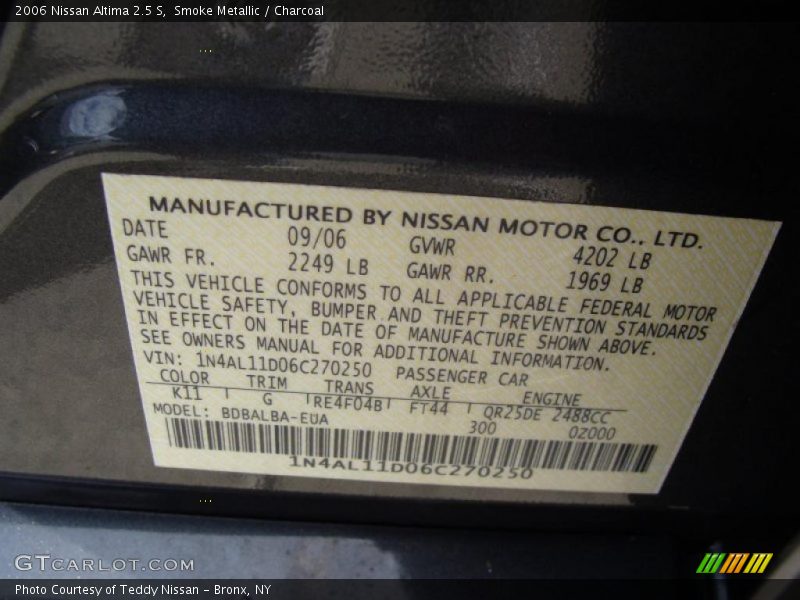 2006 Nissan Altima 2.5 S, Smoke Metallic / Charcoal
MANUFACTURED BY NISSAN MOTOR CO., LTD.
DATE 09/06 GVWR 4202 LB
GAWR FR. 2249 LB GAWR RR. 1969 LB
THIS VEHICLE CONFORMS TO ALL APPLICABLE FEDERAL MOTOR
VEHICLE SAFETY, BUMPER AND THEFT PREVENTION STANDARDS
IN EFFECT ON THE DATE OF MANUFACTURE SHOWN ABOVE.
SEE OWNERS MANUAL FOR ADDITIONAL INFORMATION.
VIN: 1N4AL11D06C270250 PASSENGER CAR
COLOR TRIM TRANS AXLE ENGINE
K11 G RE4F04B FT44 QR25DE 2488CC
MODEL: BDBALBA-EUA 300 02000
1N4AL11D06C270250
GTCARLOT.COM
Photo Courtesy of Teddy Nissan - Bronx, NY